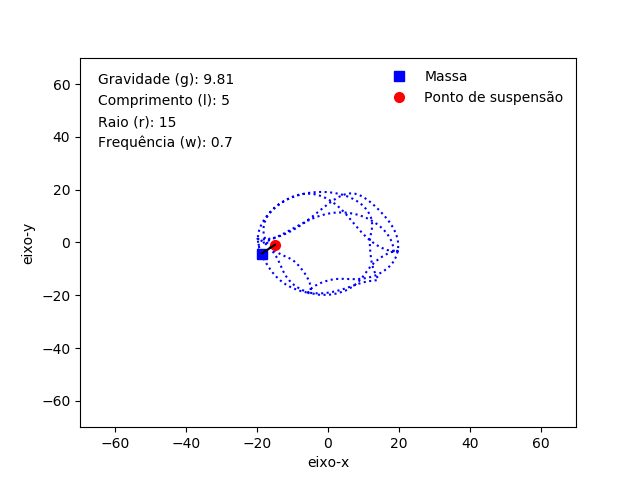 Gravidade (g): 9.81
Comprimento (l): 5
Raio (r): 15
Frequência (w): 0.7
Massa
Ponto de suspensão
60
40
20
0
−20
−40
−60
eixo-y
−60 −40 −20 0 20 40 60
eixo-x